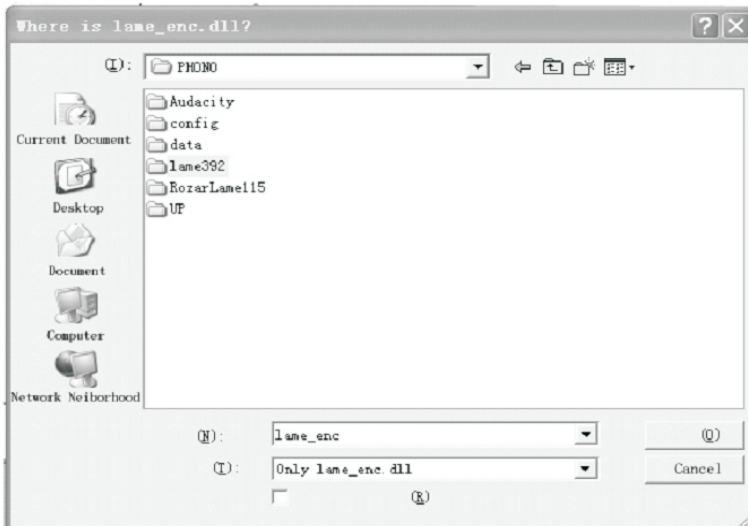 Where is lame_enc.dll?
(I):
PHONO
Audacity
config
data
lame392
RozarLame115
UP
Current Document
Desktop
Document
Computer
Network Neiborhood
(N):
lame_enc
(O)
(T):
Only lame_enc.dll
Cancel
(R)